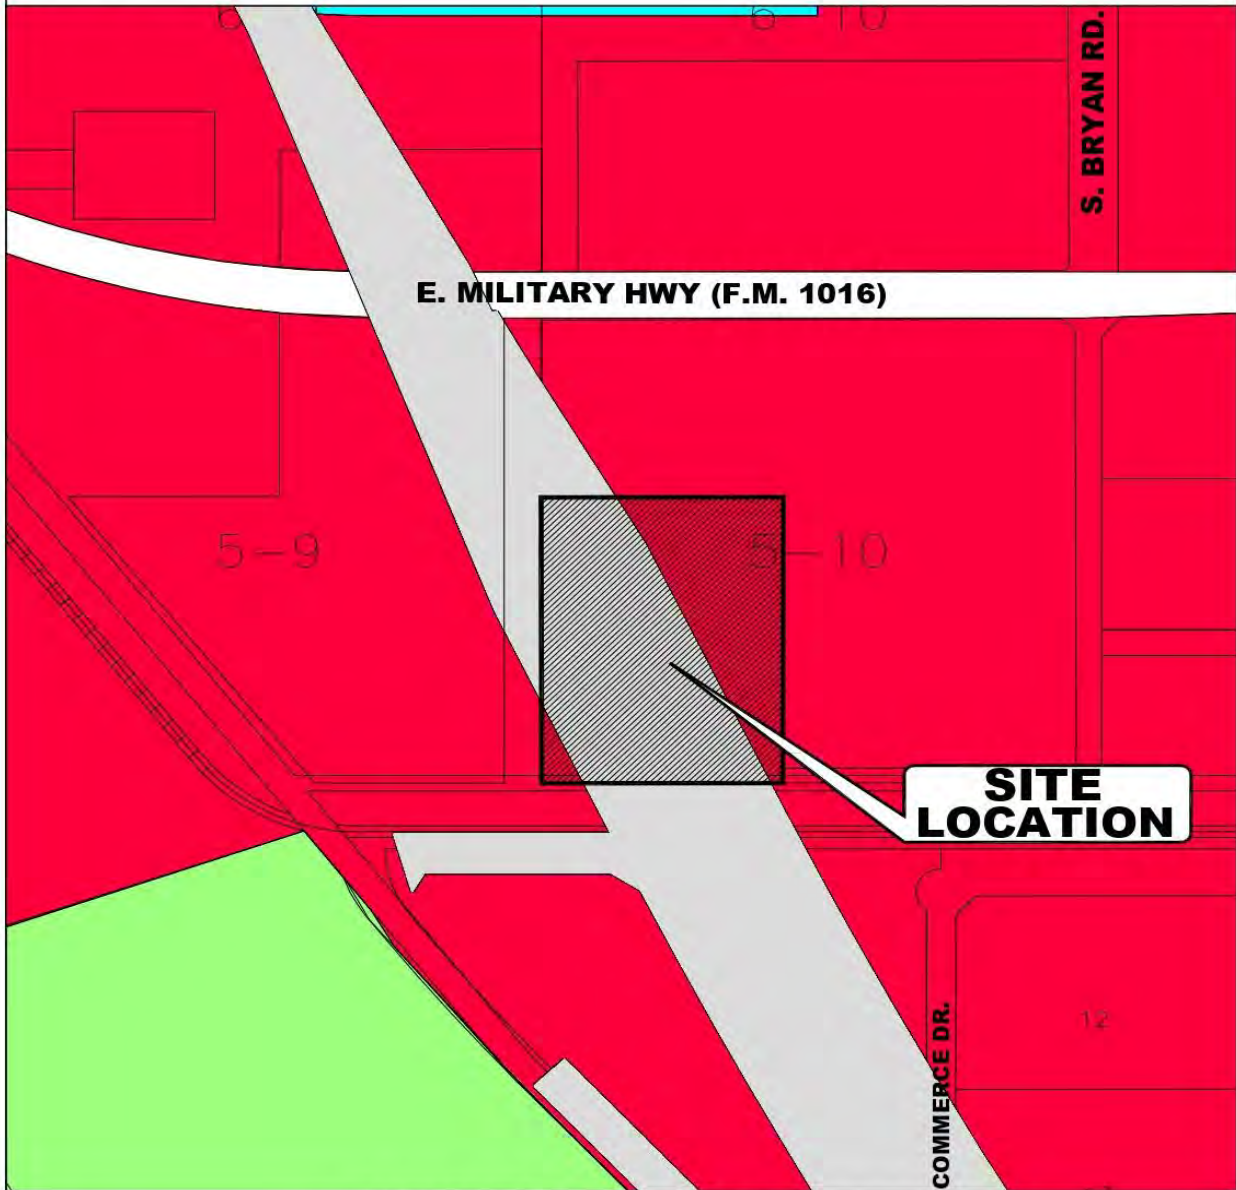 S. BRYAN RD.
E. MILITARY HWY (F.M. 1016)
5-9
5-10
SITE
LOCATION
12
COMMERCE DR.